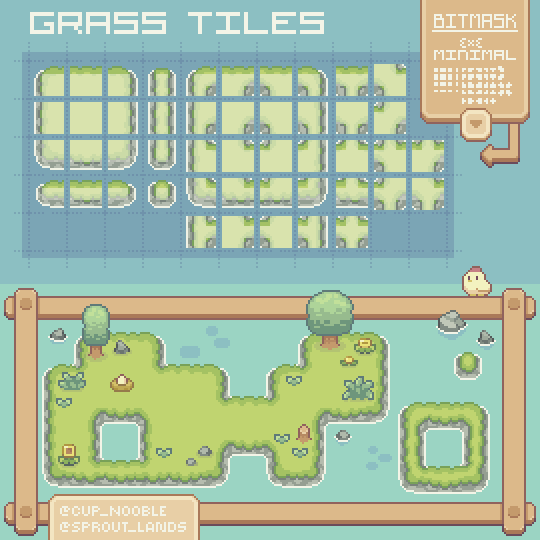 GRASS TILES
BITMASK
3X3
MINIMAL
@CUP_NOOBLE
@SPROUT_LANDS